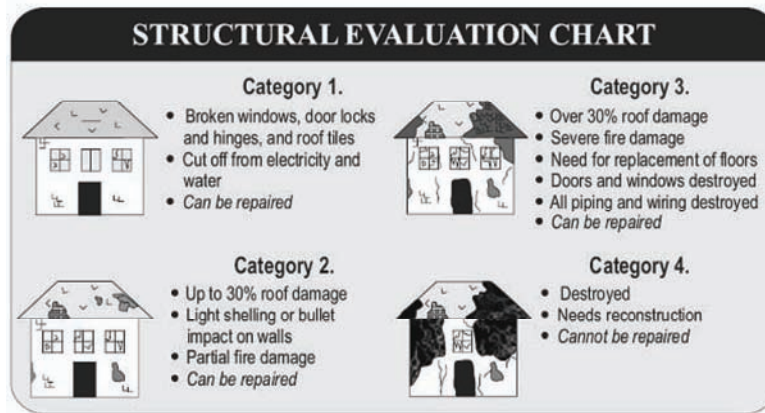 STRUCTURAL EVALUATION CHART
Category 1.
• Broken windows, door locks
and hinges, and roof tiles
• Cut off from electricity and
water
• Can be repaired
Category 2.
• Up to 30% roof damage
• Light shelling or bullet
impact on walls
• Partial fire damage
• Can be repaired
Category 3.
• Over 30% roof damage
• Severe fire damage
• Need for replacement of floors
• Doors and windows destroyed
• All piping and wiring destroyed
• Can be repaired
Category 4.
• Destroyed
• Needs reconstruction
• Cannot be repaired